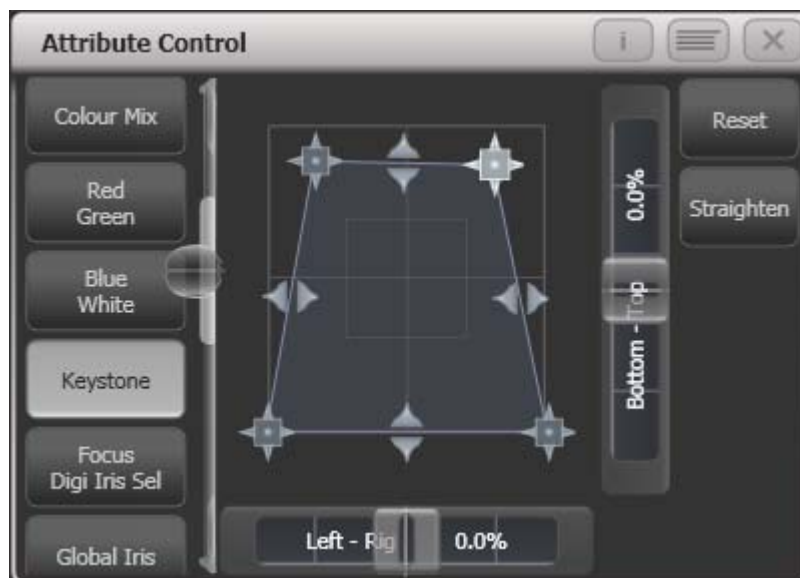 Attribute Control
i
Colour Mix
Red
Green
Blue
White
Keystone
Focus
Digi Iris Sel
Global Iris
Left - Rig
0.0%
0.0%
Bottom - Top
Reset
Straighten